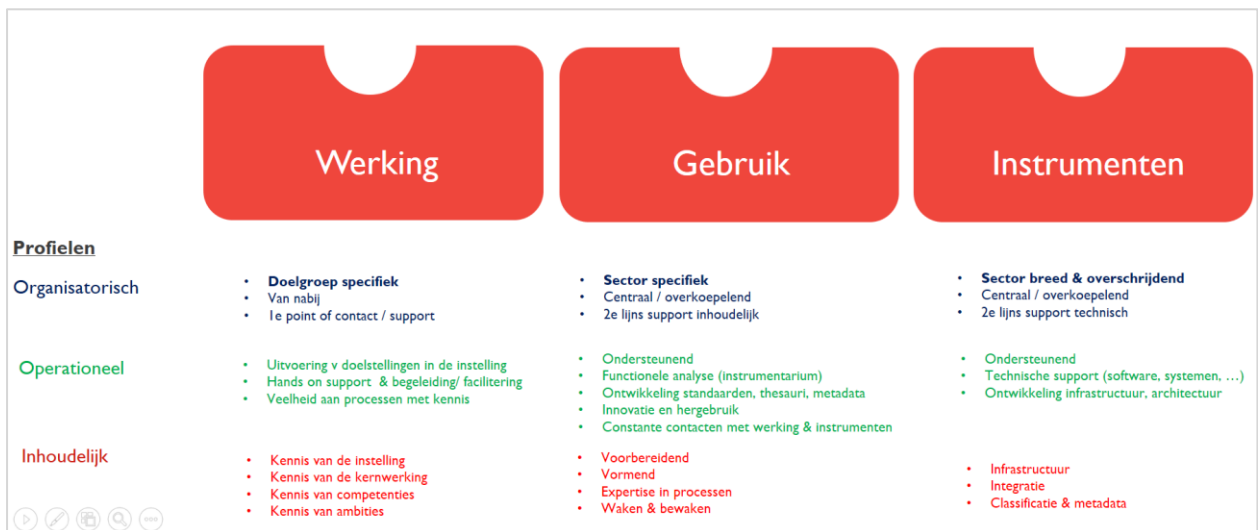 Werking
Gebruik
Instrumenten
Profielen
Organisatorisch
• Doelgroep specifiek
• Van nabij
• 1e point of contact / support
• Sector specifiek
• Centraal / overkoepelend
• 2e lijns support inhoudelijk
• Sector breed & overschrijdend
• Centraal / overkoepelend
• 2e lijns support technisch
Operationeel
• Uitvoering v doelstellingen in de instelling
• Hands on support & begeleiding/ facilitering
• Veelheid aan processen met kennis
• Ondersteunend
• Functionele analyse (instrumentarium)
• Ontwikkeling standaarden, thesauri, metadata
• Innovatie en hergebruik
• Constante contacten met werking & instrumenten
• Ondersteunend
• Technische support (software, systemen, …)
• Ontwikkeling infrastructuur, architectuur
Inhoudelijk
• Kennis van de instelling
• Kennis van de kernwerking
• Kennis van competenties
• Kennis van ambities
• Voorbereidend
• Vormend
• Expertise in processen
• Waken & bewaken
• Infrastructuur
• Integratie
• Classificatie & metadata